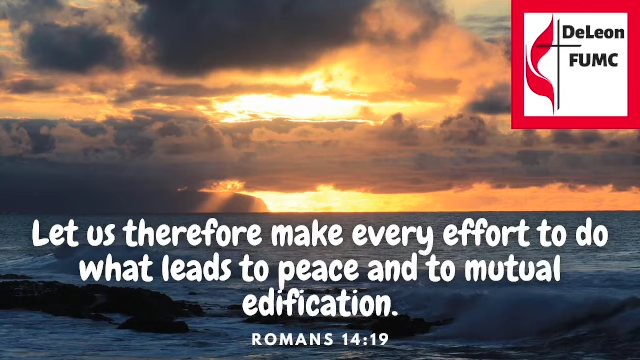 DeLeon
FUMC
Let us therefore make every effort to do
what leads to peace and to mutual
edification.
ROMANS 14:19